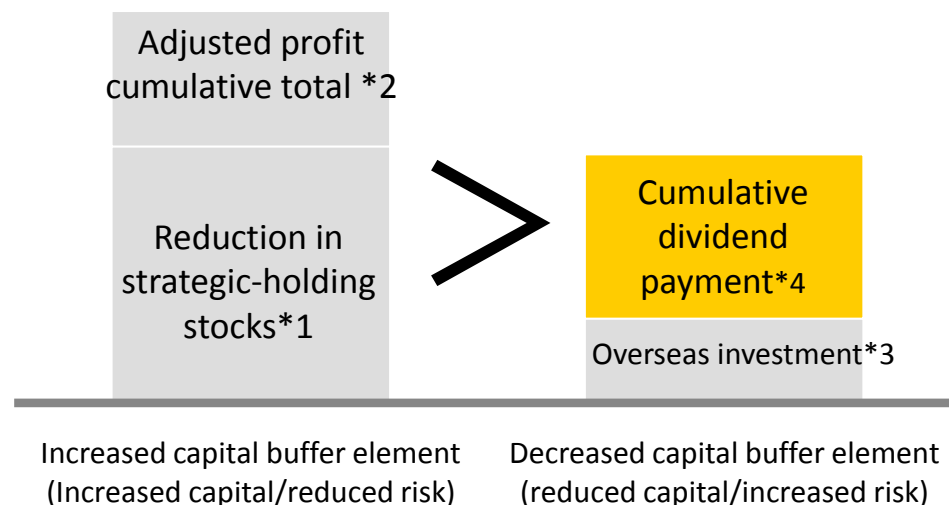 Adjusted profit
cumulative total *2
Reduction in
strategic-holding
stocks*1
>
Cumulative
dividend
payment*4
Overseas investment*3
Increased capital buffer element
(Increased capital/reduced risk)
Decreased capital buffer element
(reduced capital/increased risk)